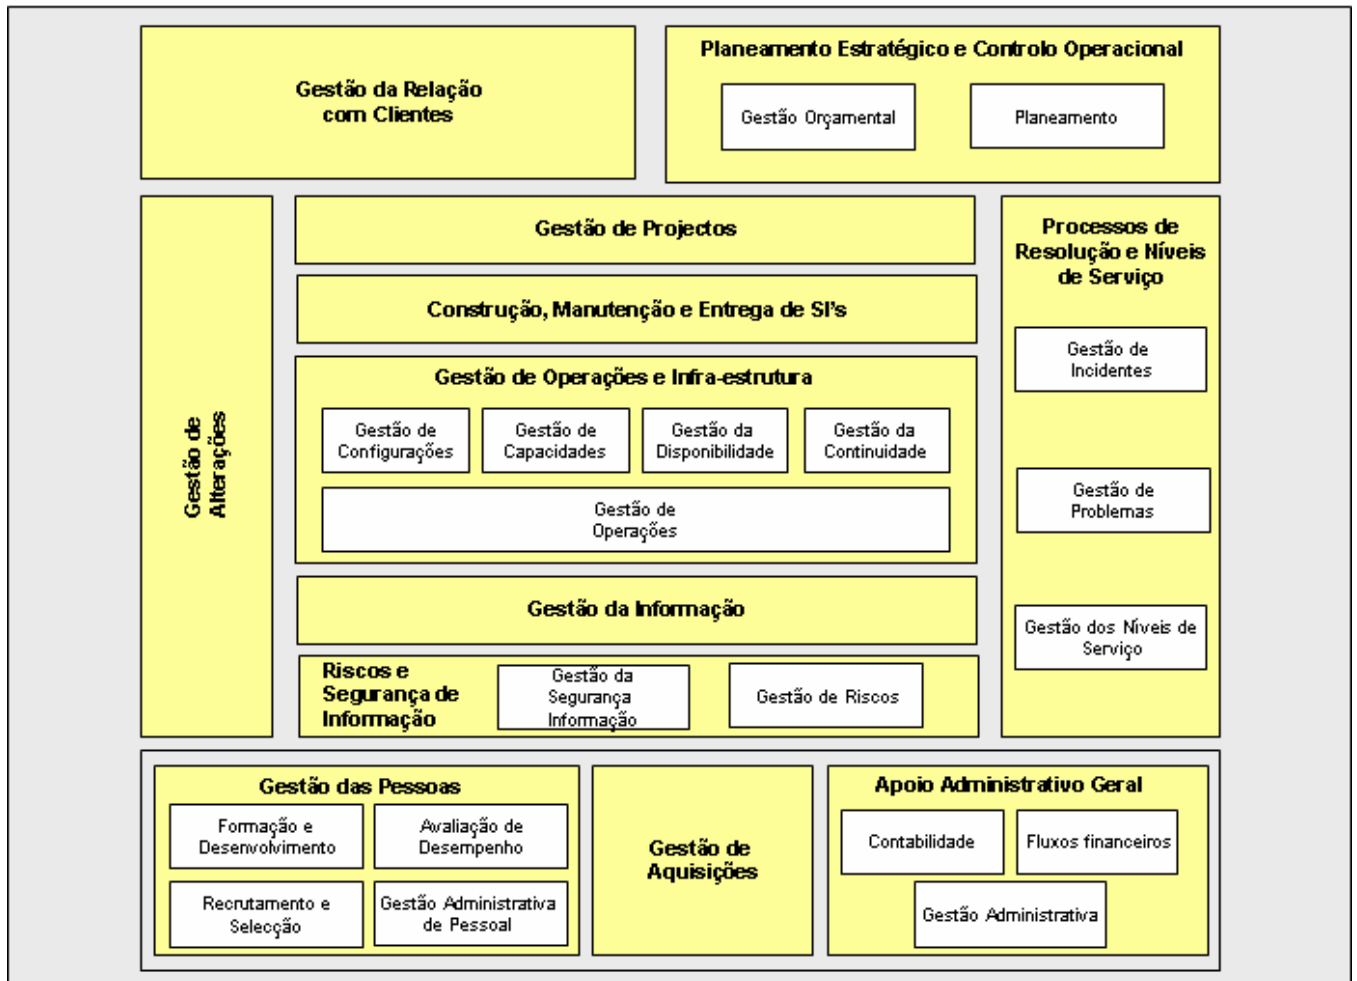 Gestão da Relação
com Clientes
Planeamento Estratégico e Controlo Operacional
Gestão Orçamental
Planeamento
Gestão de
Alterações
Gestão de Projectos
Construção, Manutenção e Entrega de SI's
Gestão de Operações e Infra-estrutura
Gestão de
Configurações
Gestão de
Capacidades
Gestão da
Disponibilidade
Gestão da
Continuidade
Gestão de
Operações
Gestão da Informação
Riscos e
Segurança de
Informação
Gestão da
Segurança
Informação
Gestão de Riscos
Processos de
Resolução e Níveis
de Serviço
Gestão de
Incidentes
Gestão de
Problemas
Gestão dos Níveis de
Serviço
Gestão das Pessoas
Formação e
Desenvolvimento
Avaliação de
Desempenho
Recrutamento e
Selecção
Gestão Administrativa
de Pessoal
Gestão de
Aquisições
Apoio Administrativo Geral
Contabilidade
Fluxos financeiros
Gestão Administrativa